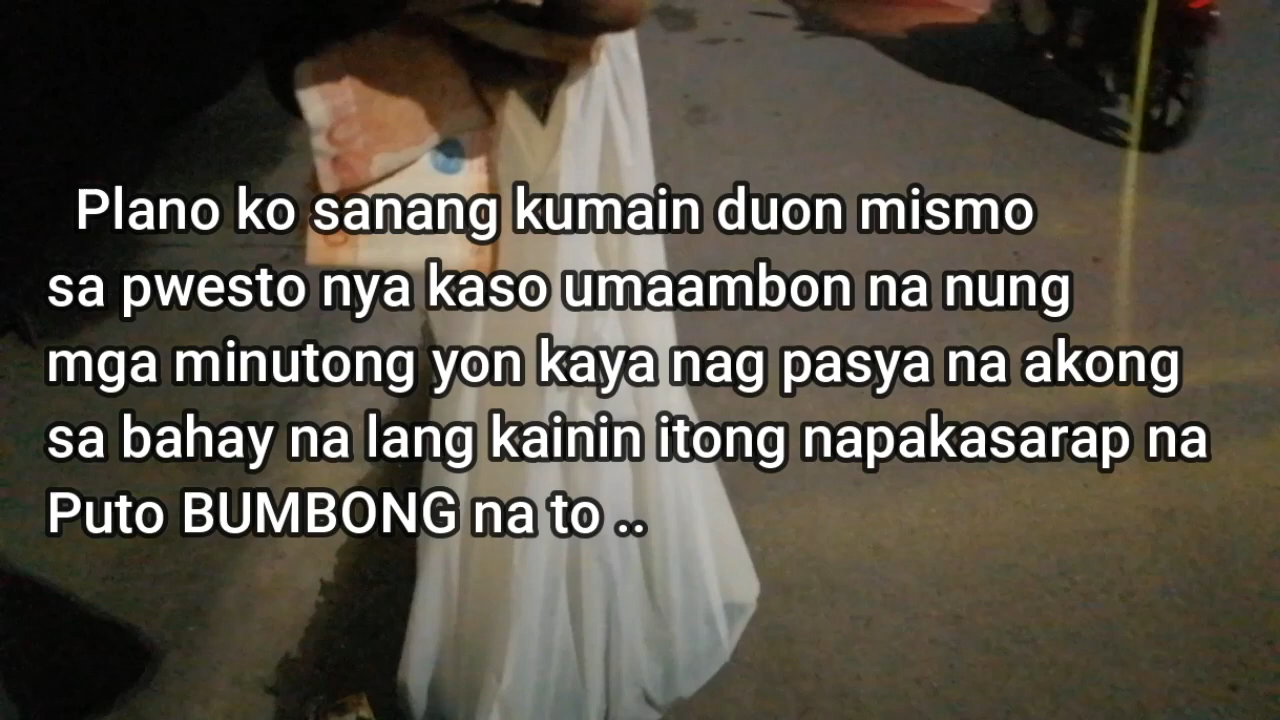 Plano ko sanang kumain duon mismo
sa pwesto nya kaso umaambon na nung
mga minutong yon kaya nag pasya na akong
sa bahay na lang kainin itong napakasarap na
Puto BUMBONG na to ..